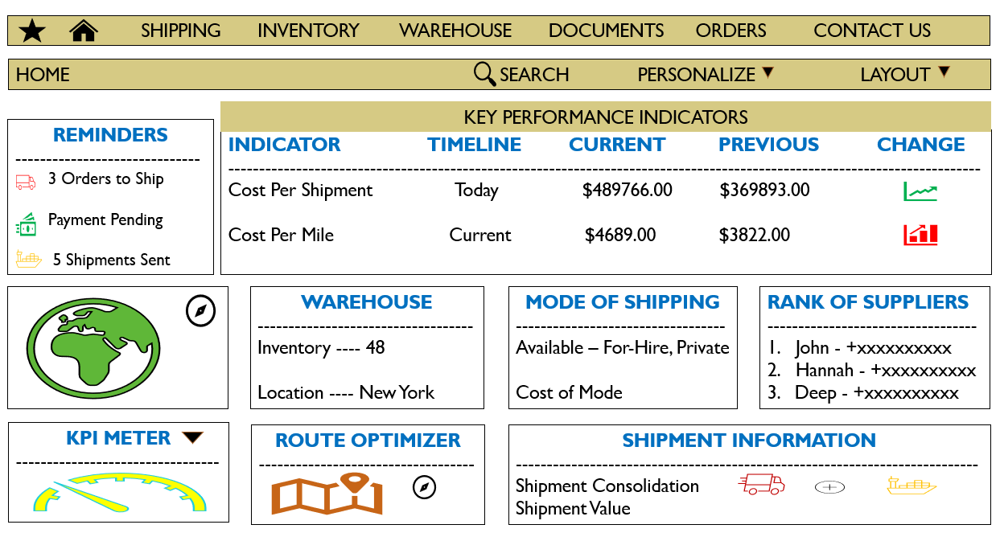 SHIPPING INVENTORY WAREHOUSE DOCUMENTS ORDERS CONTACT US
HOME SEARCH PERSONALIZE LAYOUT
REMINDERS
-------------------------------
3 Orders to Ship
Payment Pending
5 Shipments Sent
KEY PERFORMANCE INDICATORS
INDICATOR TIMELINE CURRENT PREVIOUS CHANGE
Cost Per Shipment Today $489766.00 $369893.00
Cost Per Mile Current $4689.00 $3822.00
WAREHOUSE
Inventory ---- 48
Location ---- New York
MODE OF SHIPPING
Available – For-Hire, Private
Cost of Mode
RANK OF SUPPLIERS
1. John - +xxxxxxxxxx
2. Hannah - +xxxxxxxxxx
3. Deep - +xxxxxxxxxx
KPI METER
ROUTE OPTIMIZER
SHIPMENT INFORMATION
Shipment Consolidation
Shipment Value